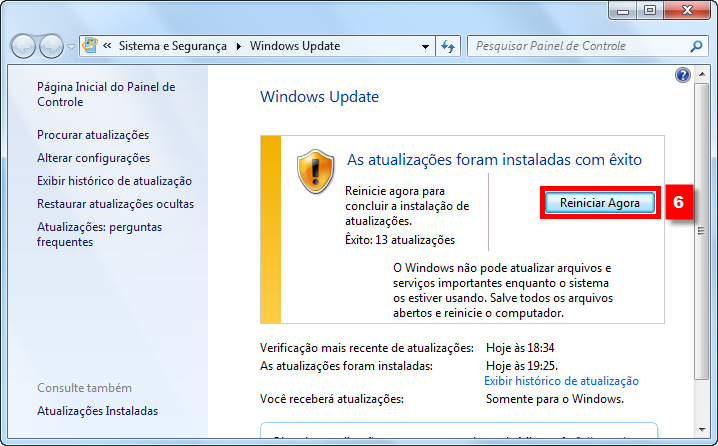 « Sistema e Segurança ▸ Windows Update
Pesquisar Painel de Controle
Página Inicial do Painel de
Controle
Procurar atualizações
Alterar configurações
Exibir histórico de atualização
Restaurar atualizações ocultas
Atualizações: perguntas
frequentes
Consulte também
Atualizações Instaladas
Windows Update
As atualizações foram instaladas com êxito
Reinicie agora para
concluir a instalação de
atualizações.
Êxito: 13 atualizações
Reiniciar Agora
6
O Windows não pode atualizar arquivos e
serviços importantes enquanto o sistema
os estiver usando. Salve todos os arquivos
abertos e reinicie o computador.
Verificação mais recente de atualizações: Hoje às 18:34
As atualizações foram instaladas: Hoje às 19:25.
Exibir histórico de atualização
Você receberá atualizações: Somente para o Windows.